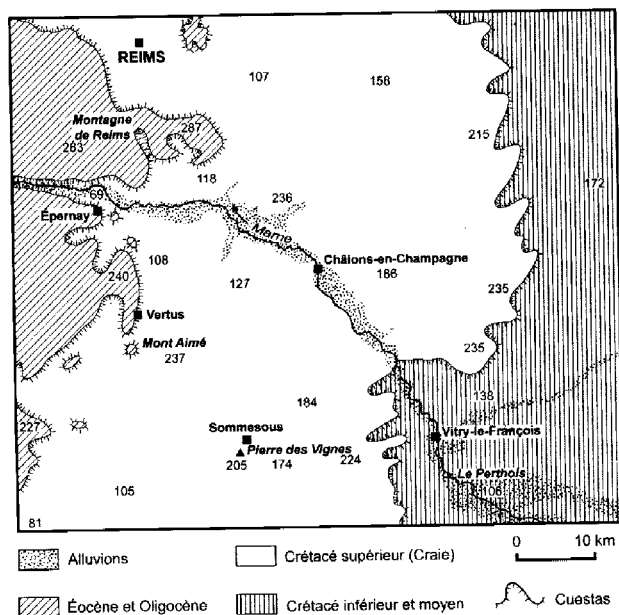 REIMS
107
158
Montagne
de Reims
287
283
215
118
172
69
236
Épernay
Marne
108
Châlons-en-Champagne
186
240
127
235
Vertus
Mont Aimé
237
235
138
184
227
Sommesous
Vitry-le-François
Pierre des Vignes
205
174
224
Le Perthois
106
105
81
0
10 km
Alluvions
Crétacé supérieur (Craie)
Éocène et Oligocène
Crétacé inférieur et moyen
Cuestas